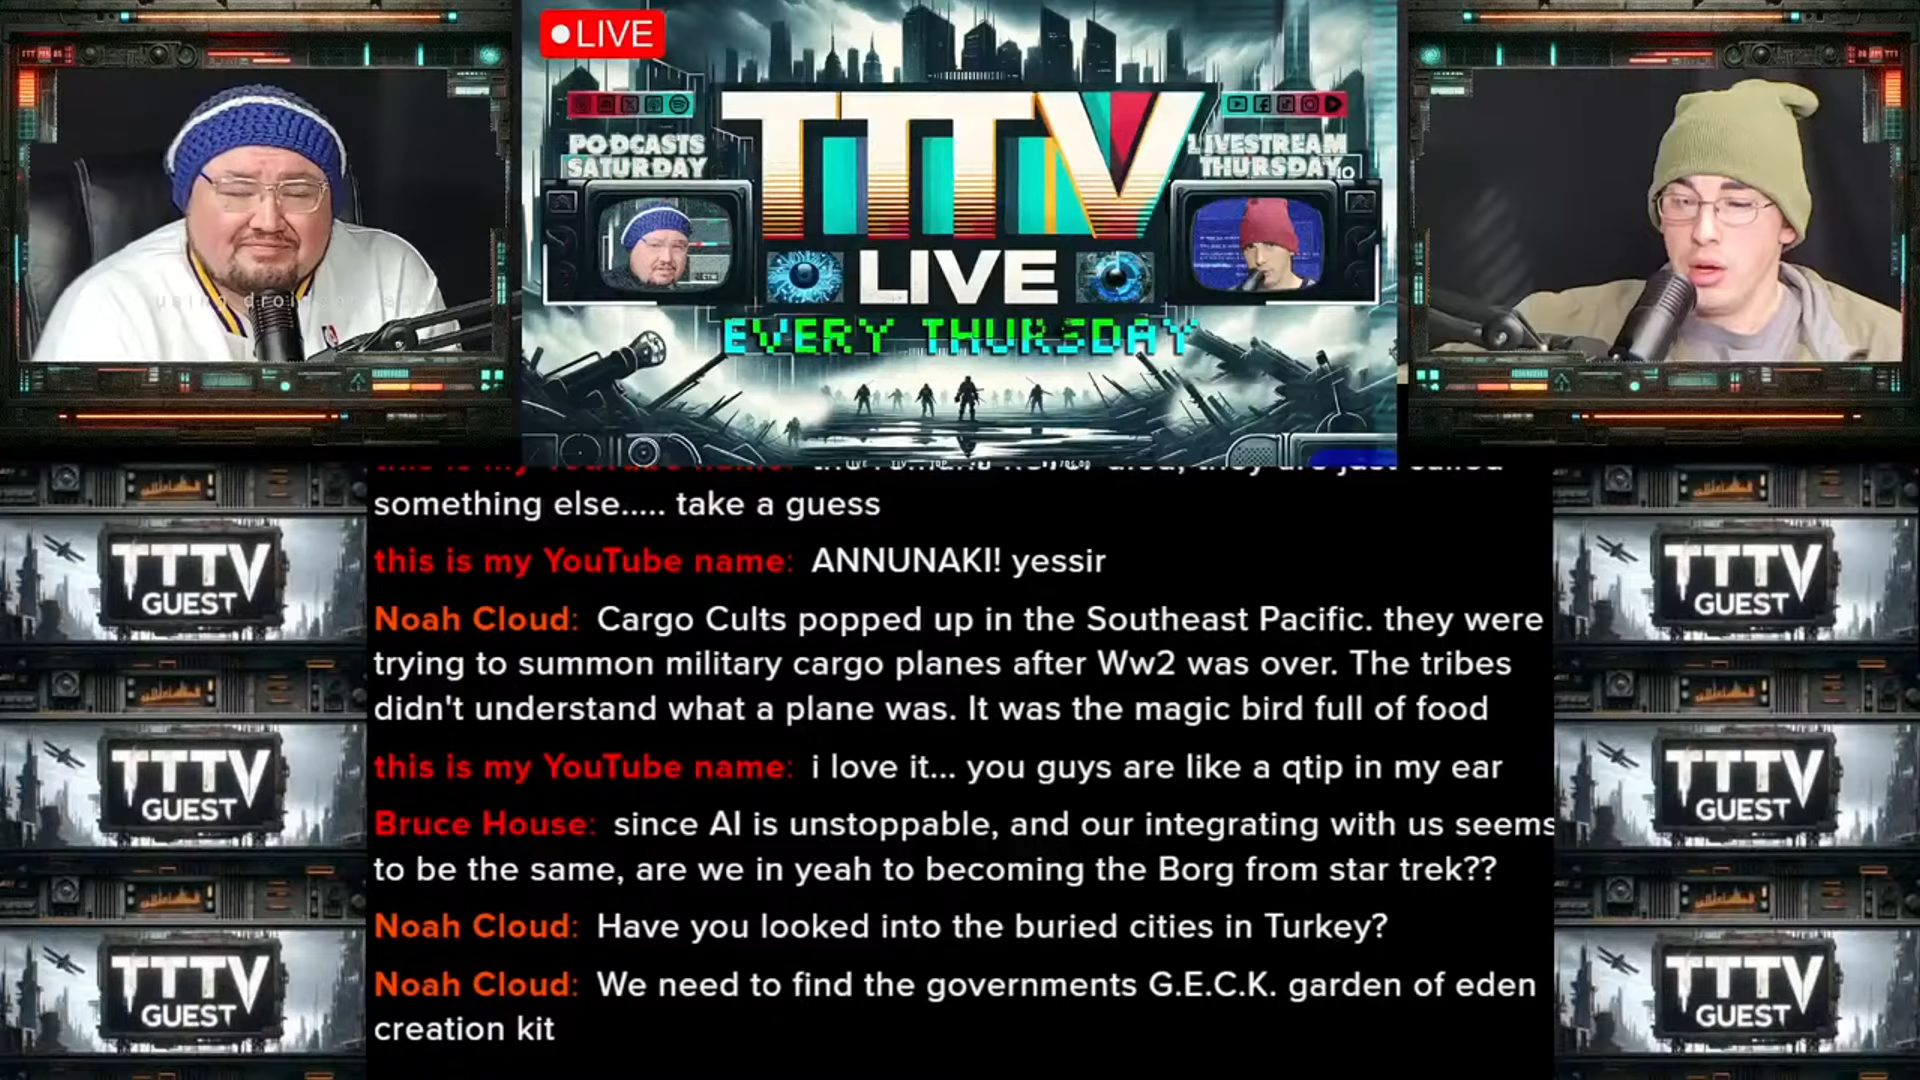 LIVE
PODCASTS
SATURDAY
TTTV
LIVESTREAM
THURSDAY
LIVE
EVERY THURSDAY
this is my YouTube name:
something else..... take a guess
this is my YouTube name: ANNUNAKI! yessir
Noah Cloud: Cargo Cults popped up in the Southeast Pacific. they were
trying to summon military cargo planes after Ww2 was over. The tribes
didn't understand what a plane was. It was the magic bird full of food
this is my YouTube name: i love it... you guys are like a qtip in my ear
Bruce House: since AI is unstoppable, and our integrating with us seems
to be the same, are we in yeah to becoming the Borg from star trek??
Noah Cloud: Have you looked into the buried cities in Turkey?
Noah Cloud: We need to find the governments G.E.C.K. garden of eden
creation kit
TTTV
GUEST
TTTV
GUEST
TTTV
GUEST
TTTV
GUEST
TTTV
GUEST
TTTV
GUEST